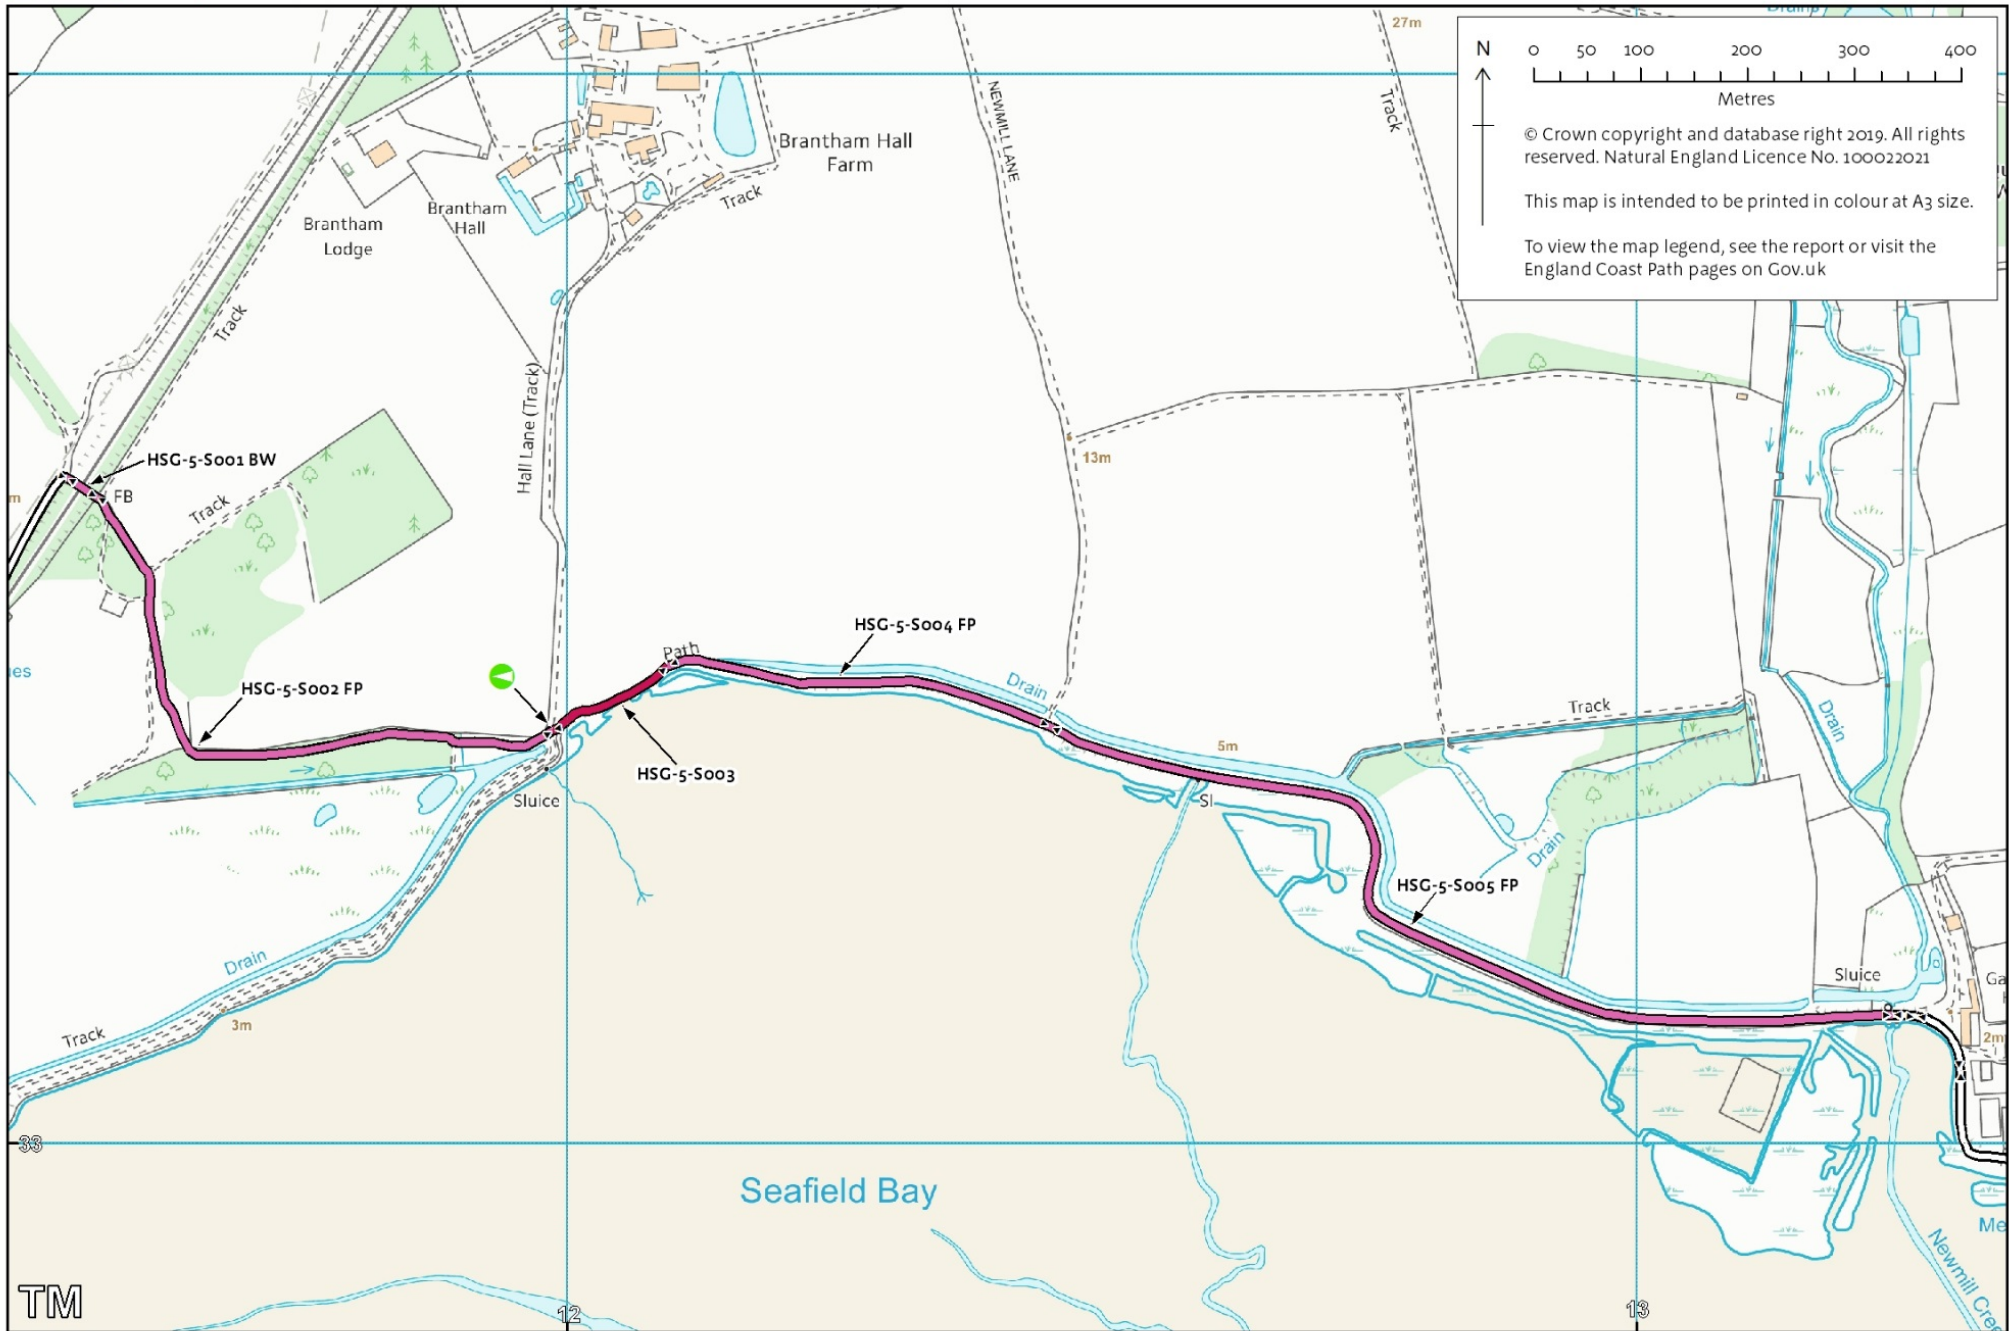 Drains
27m
N
0 50 100 200 300 400
Metres
© Crown copyright and database right 2019. All rights
reserved. Natural England Licence No. 100022021
This map is intended to be printed in colour at A3 size.
To view the map legend, see the report or visit the
England Coast Path pages on Gov.uk
Track
NEWMILL LANE
Brantham Hall
Farm
Track
Brantham
Hall
Brantham
Lodge
Track
Hall Lane (Track)
HSG-5-S001 BW
FB
Track
13m
HSG-5-S004 FP
Path
HSG-5-S002 FP
Drain
Track
Drain
5m
HSG-5-S003
Sluice
Sl
Drain
HSG-5-S005 FP
Drain
Sluice
3m
Track
2m
33
Seafield Bay
Newmill Cree
TM
12
13